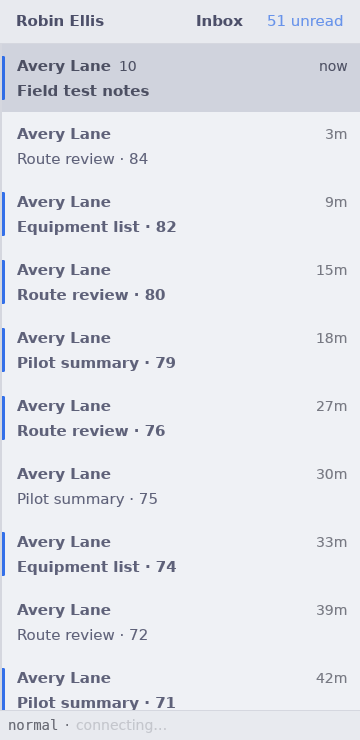 Robin Ellis Inbox 51 unread
Avery Lane 10 now
Field test notes
Avery Lane 3m
Route review · 84
Avery Lane 9m
Equipment list · 82
Avery Lane 15m
Route review · 80
Avery Lane 18m
Pilot summary · 79
Avery Lane 27m
Route review · 76
Avery Lane 30m
Pilot summary · 75
Avery Lane 33m
Equipment list · 74
Avery Lane 39m
Route review · 72
Avery Lane 42m
Pilot summary · 71
normal · connecting…